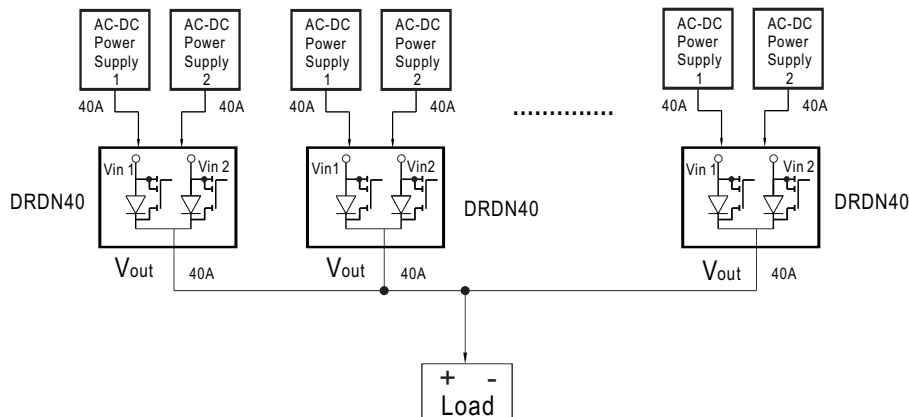 AC-DC
Power
Supply
1
AC-DC
Power
Supply
2
AC-DC
Power
Supply
1
AC-DC
Power
Supply
2
AC-DC
Power
Supply
1
AC-DC
Power
Supply
2
40A
40A
40A
40A
40A
40A
..............
Vin 1
Vin 2
Vin1
Vin2
Vin 1
Vin 2
DRDN40
DRDN40
DRDN40
Vout
40A
Vout
40A
Vout
40A
+ -
Load